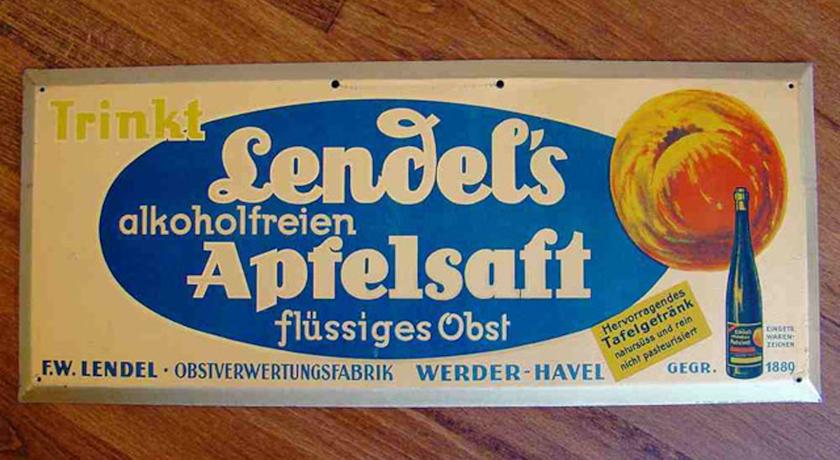 Trinkt
Lendel's
alkoholfreien
Apfelsaft
flüssiges Obst
Hervorragendes
Tafelgetränk
natursüss und rein
nicht pasteurisiert
EINGETR.
WAREN-
ZEICHEN
F.W. LENDEL · OBSTVERWERTUNGSFABRIK WERDER-HAVEL GEGR. 1889